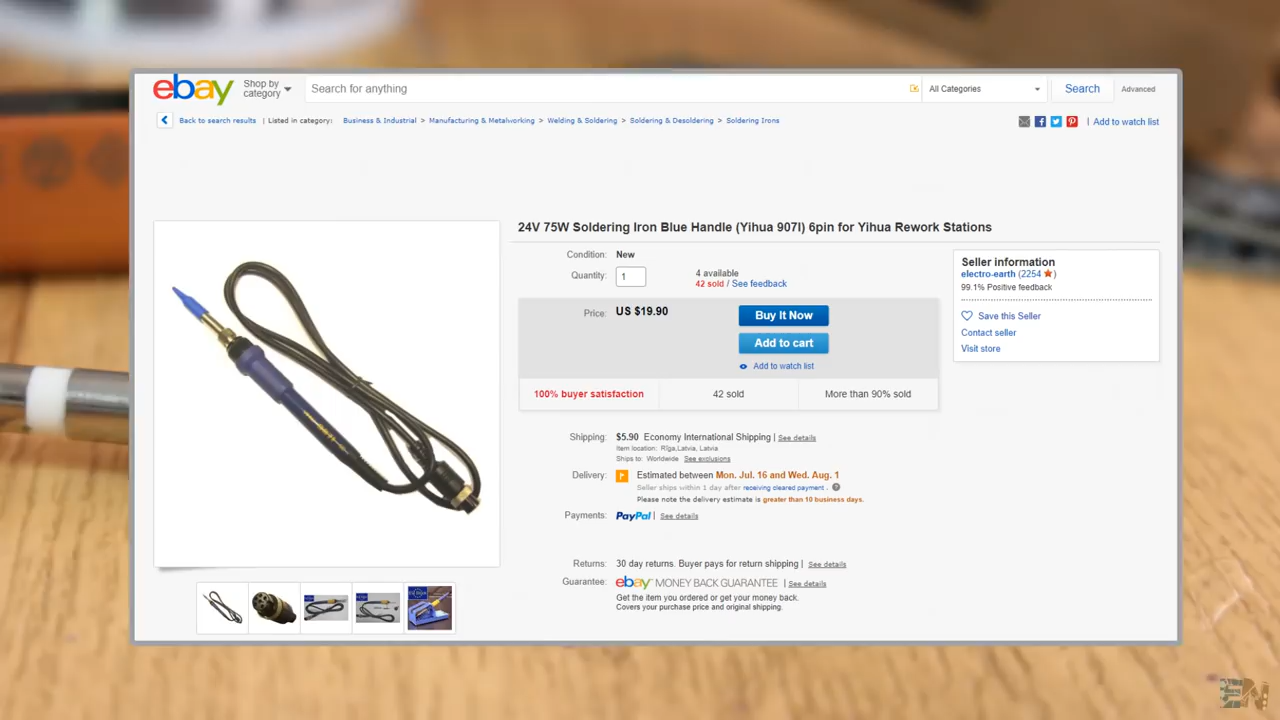 ebay
Shop by category
Search for anything
All Categories
Search
Advanced
Back to search results | Listed in category: Business & Industrial > Manufacturing & Metalworking > Welding & Soldering > Soldering & Desoldering > Soldering Irons
| Add to watch list
24V 75W Soldering Iron Blue Handle (Yihua 907I) 6pin for Yihua Rework Stations
Condition: New
Quantity: 1
4 available
42 sold / See feedback
Price: US $19.90
Buy It Now
Add to cart
Add to watch list
100% buyer satisfaction
42 sold
More than 90% sold
Shipping: $5.90 Economy International Shipping | See details
Item location: Rīga,Latvia, Latvia
Ships to: Worldwide See exclusions
Delivery: Estimated between Mon. Jul. 16 and Wed. Aug. 1
Seller ships within 1 day after receiving cleared payment . ?
Please note the delivery estimate is greater than 10 business days.
Payments: PayPal | See details
Returns: 30 day returns. Buyer pays for return shipping | See details
Guarantee: ebay MONEY BACK GUARANTEE | See details
Get the item you ordered or get your money back.
Covers your purchase price and original shipping.
Seller information
electro-earth (2254 ★ )
99.1% Positive feedback
Save this Seller
Contact seller
Visit store
EN